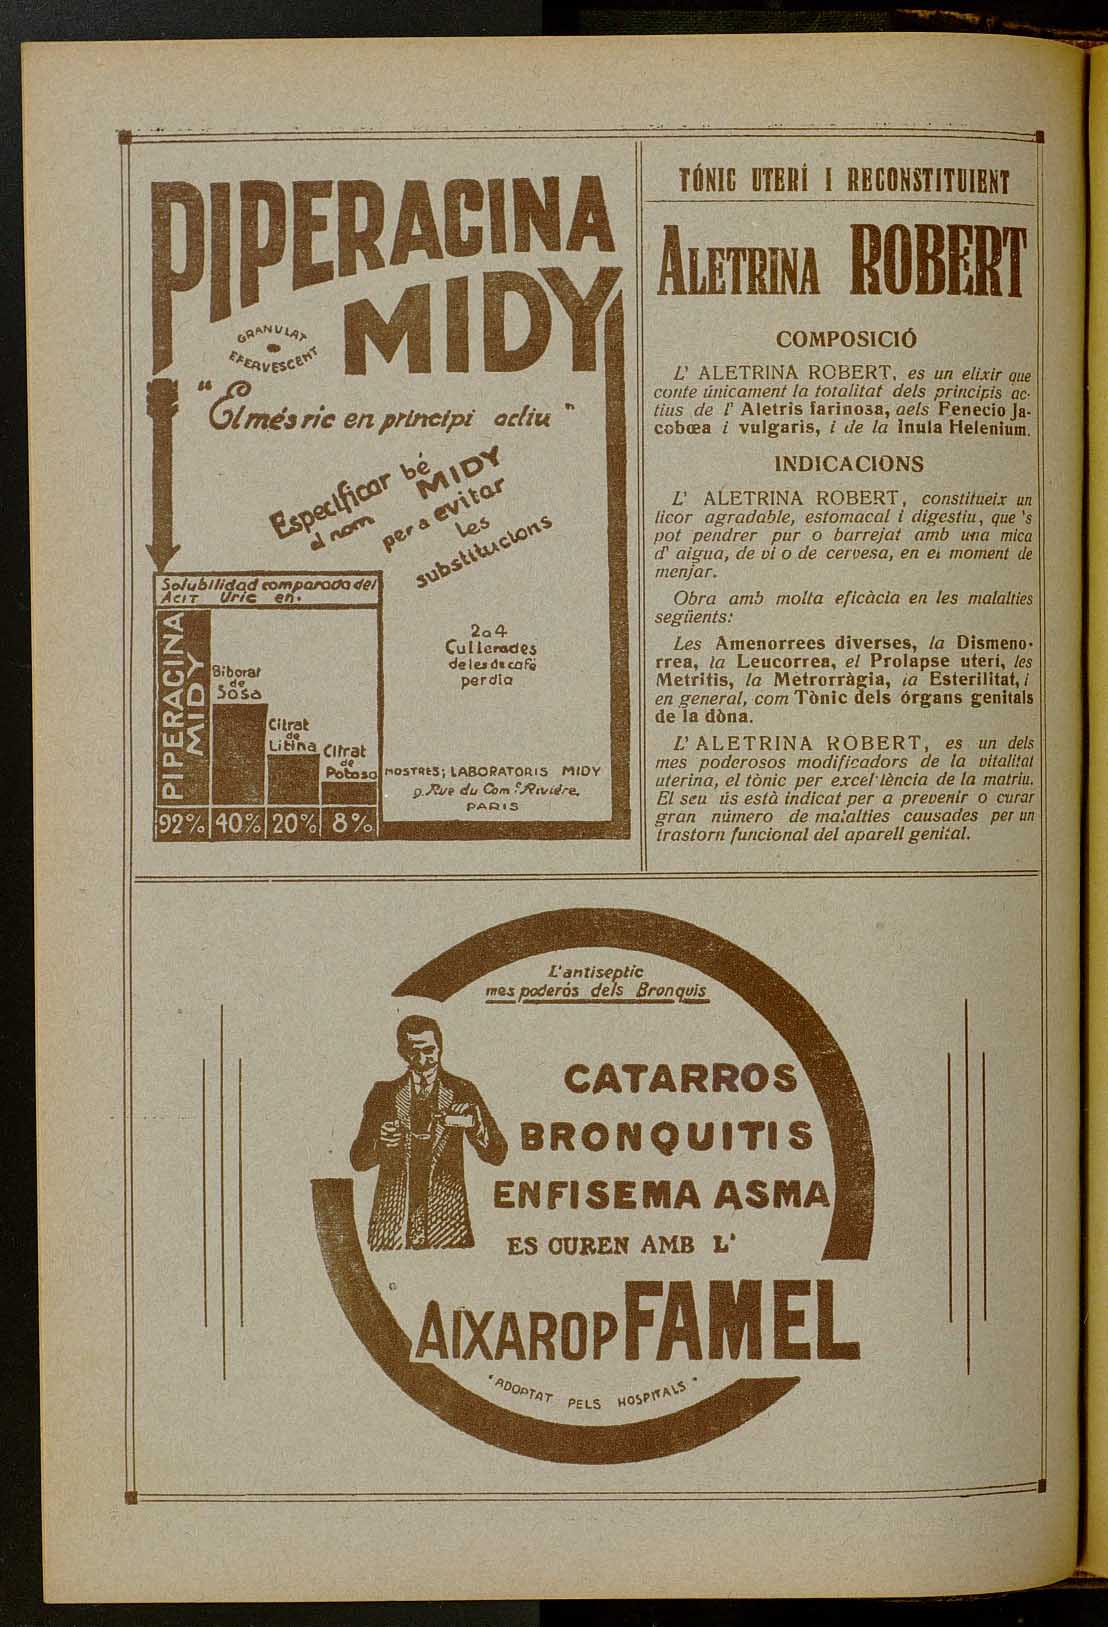 PIPERACINA
MIDY
GRANULAT
EFERVESCENT
"El més ric en principi actiu"
Especificar bé
el nom MIDY
per a evitar
les
substitucions
Solubilidad comparada del
ACIT Uric en.
PIPERACINA
MIDY
Biborat
de
Sosa
Citrat
de
Litina
Citrat
de
Potasa
92% 40% 20% 8%
2 a 4
Cullerades
de les de cafè
per dia
MOSTRES; LABORATORIS MIDY
9. Rue du Com.t Rivière.
PARIS
TÓNIC UTERÍ I RECONSTITUIENT
ALETRINA ROBERT
COMPOSICIÓ
L' ALETRINA ROBERT, es un elixir que
conte únicament la totalitat dels principis ac-
tius de l' Aletris farinosa, dels Fenecio Ja-
cobœa i vulgaris, i de la Inula Helenium.
INDICACIONS
L' ALETRINA ROBERT, constitueix un
licor agradable, estomacal i digestiu, que 's
pot pendrer pur o barrejat amb una mica
d' aigua, de vi o de cervesa, en el moment de
menjar.
Obra amb molta eficàcia en les malalties
següents:
Les Amenorrees diverses, la Dismeno-
rrea, la Leucorrea, el Prolapse uterí, les
Metritis, la Metrorràgia, la Esterilitat, i
en general, com Tònic dels órgans genitals
de la dòna.
L' ALETRINA ROBERT, es un dels
mes poderosos modificadors de la vitalitat
uterina, el tònic per excel'lència de la matriu.
El seu ús està indicat per a prevenir o curar
gran número de malalties causades per un
trastorn funcional del aparell genital.
L'antiseptic
mes poderós dels Bronquis
CATARROS
BRONQUITIS
ENFISEMA ASMA
ES CUREN AMB L'
AIXAROP FAMEL
"ADOPTAT PELS HOSPITALS"